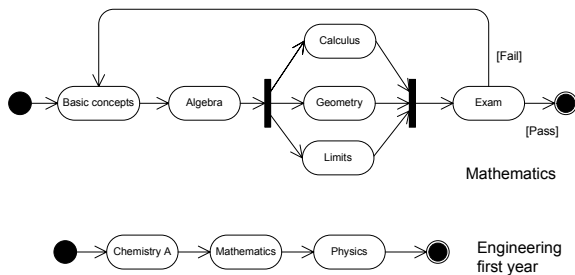 Calculus
[Fail]
Basic concepts
Algebra
Geometry
Exam
[Pass]
Limits
Mathematics
Chemistry A
Mathematics
Physics
Engineering
first year